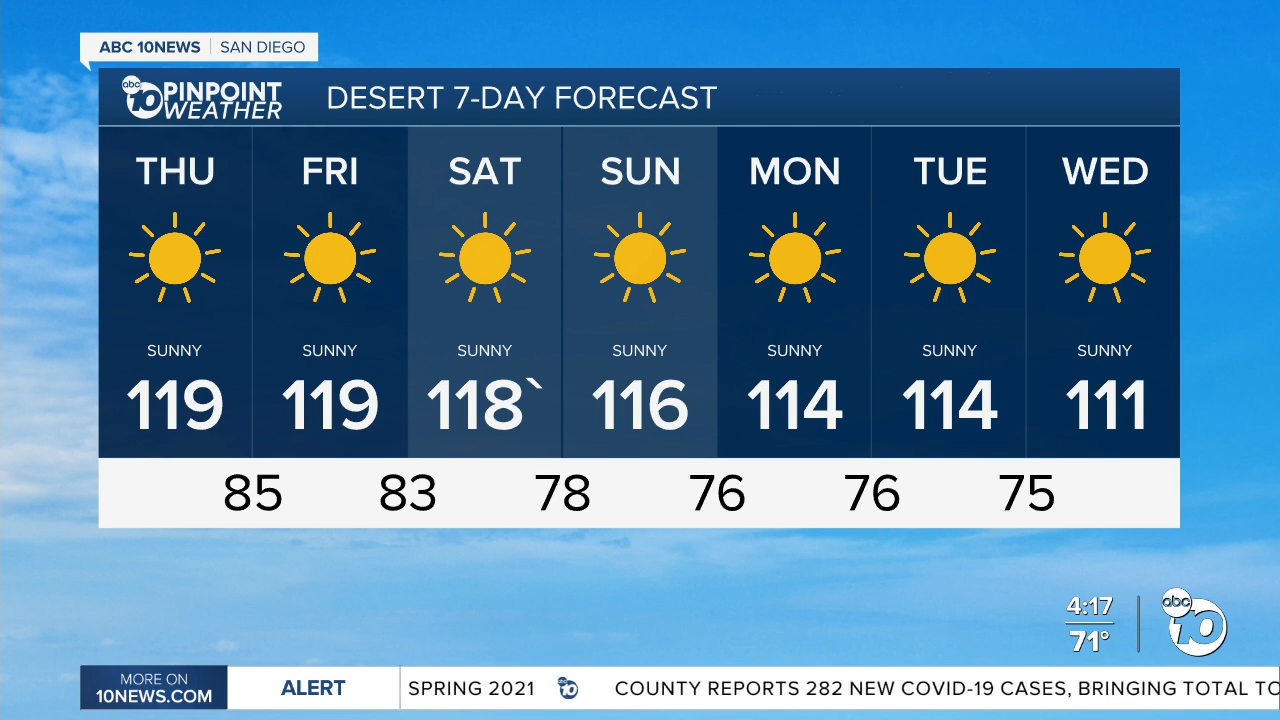 ABC 10NEWS | SAN DIEGO
abc 10 PINPOINT WEATHER
DESERT 7-DAY FORECAST
THU FRI SAT SUN MON TUE WED
SUNNY SUNNY SUNNY SUNNY SUNNY SUNNY SUNNY
119 119 118` 116 114 114 111
85 83 78 76 76 75
4:17
71°
abc 10
MORE ON
10NEWS.COM
ALERT
SPRING 2021 abc 10 COUNTY REPORTS 282 NEW COVID-19 CASES, BRINGING TOTAL TO